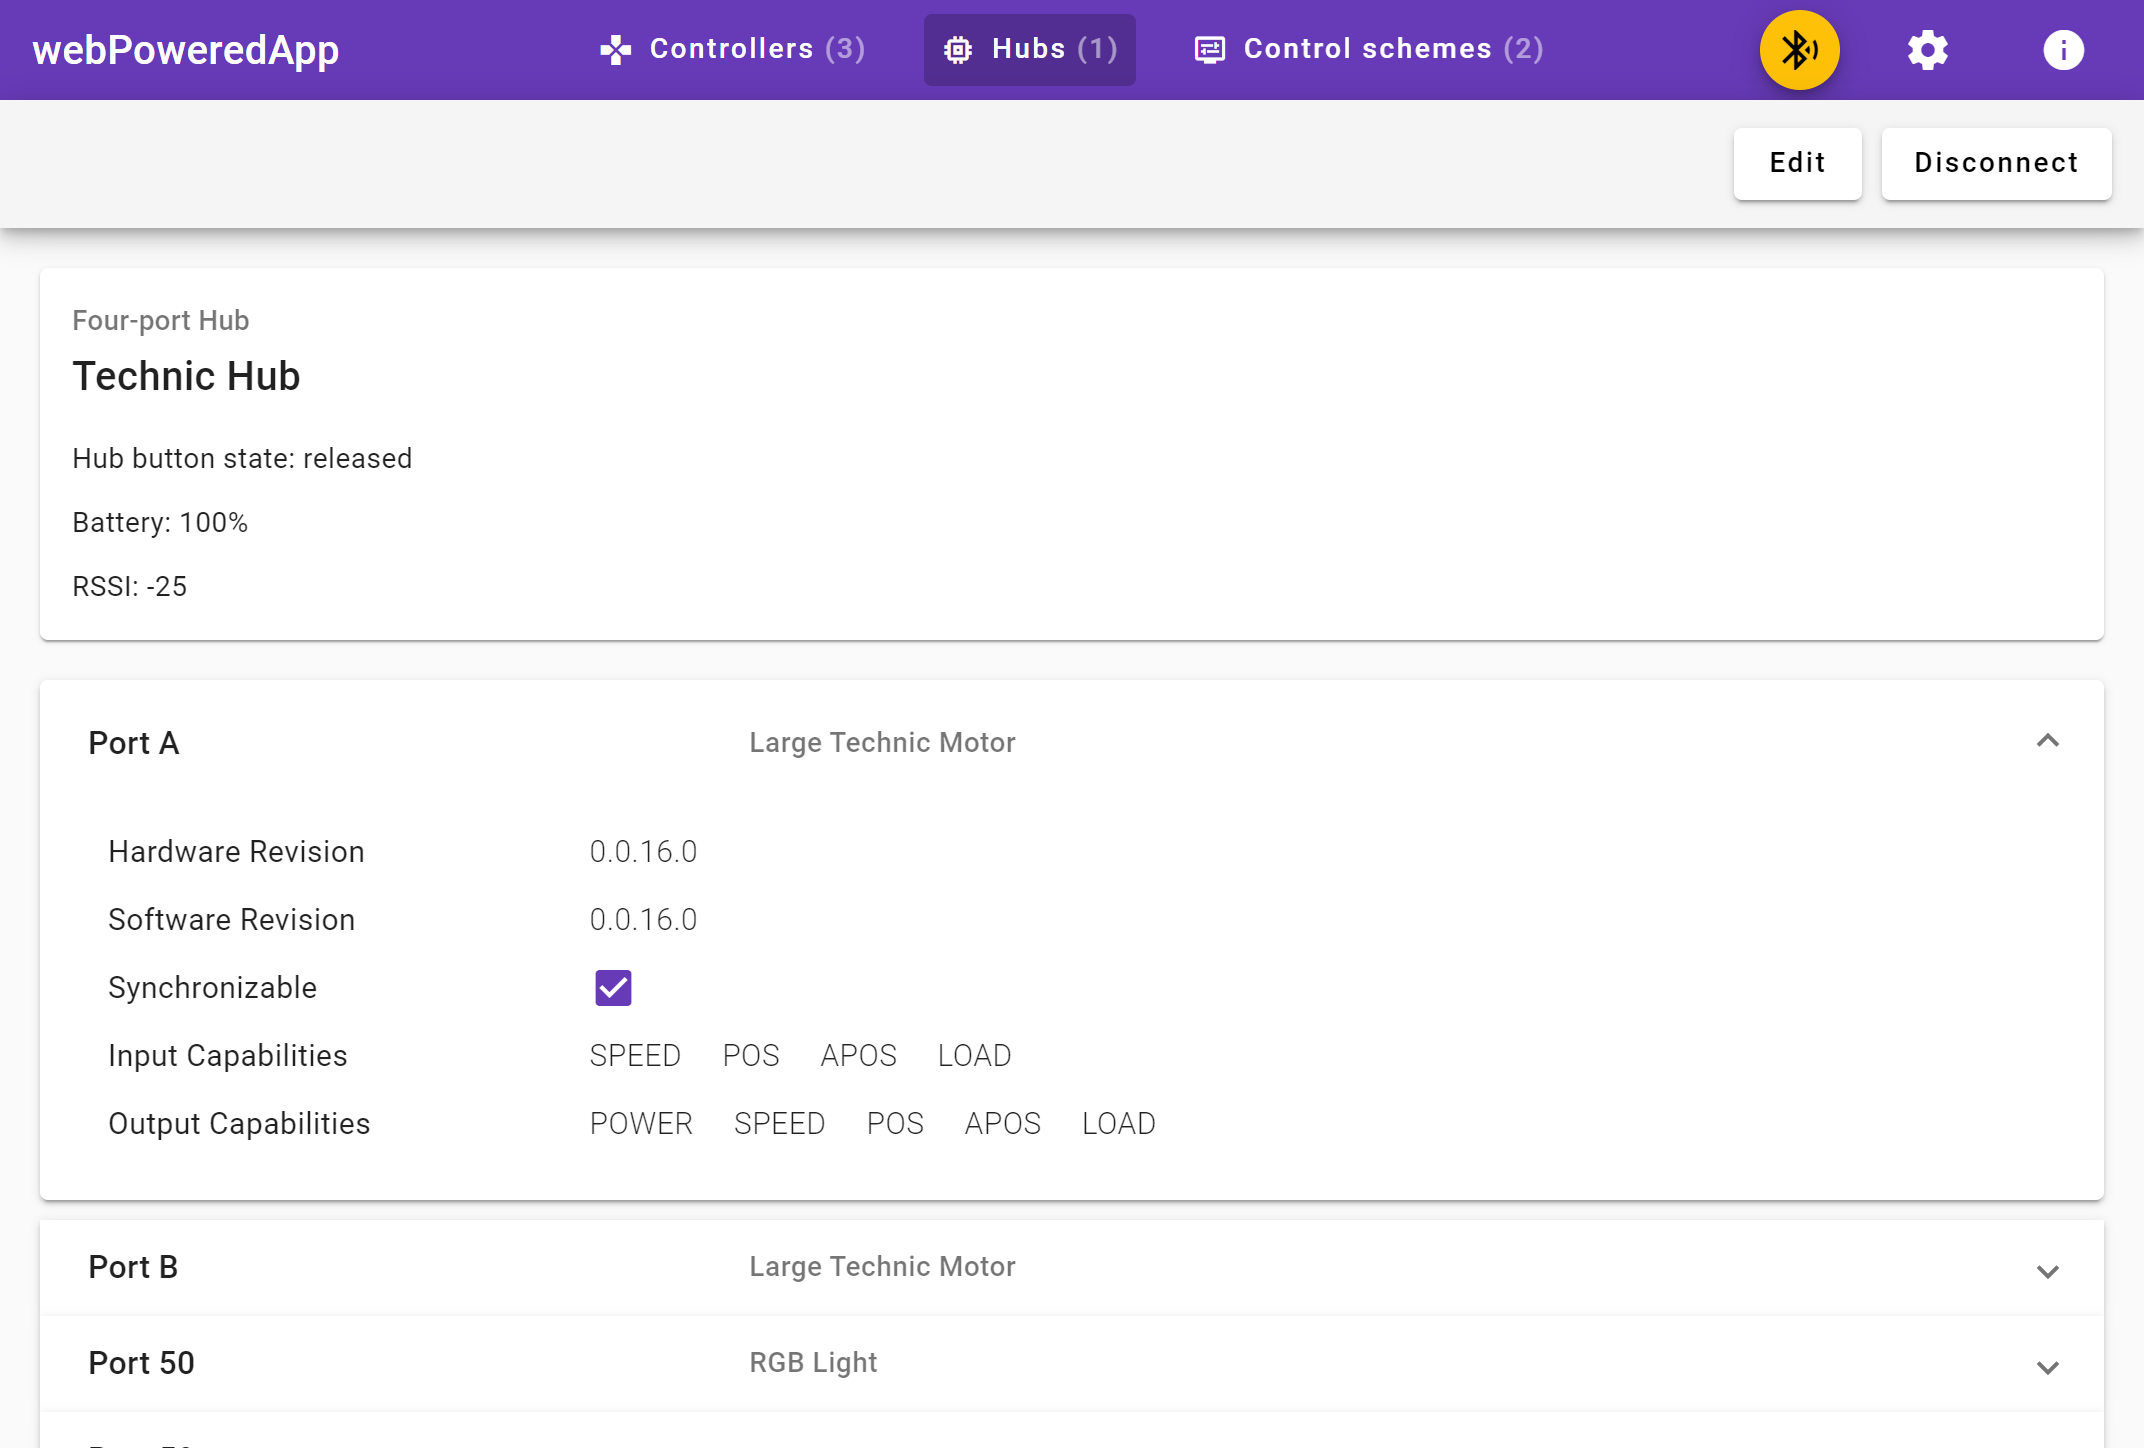 webPoweredApp
Controllers (3)
Hubs (1)
Control schemes (2)
Edit
Disconnect
Four-port Hub
Technic Hub
Hub button state: released
Battery: 100%
RSSI: -25
Port A Large Technic Motor
Hardware Revision 0.0.16.0
Software Revision 0.0.16.0
Synchronizable
Input Capabilities SPEED POS APOS LOAD
Output Capabilities POWER SPEED POS APOS LOAD
Port B Large Technic Motor
Port 50 RGB Light